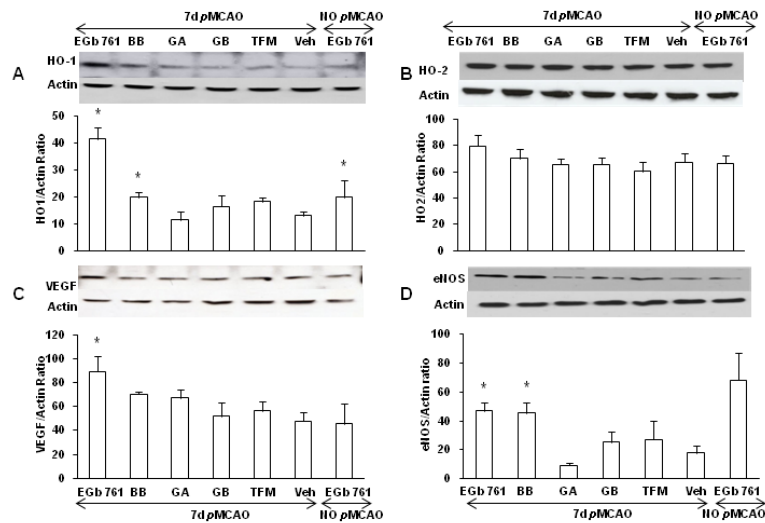 7d pMCAO NO pMCAO
EGb 761 BB GA GB TFM Veh EGb 761
A
HO-1
Actin
*
*
*
50
40
30
20
10
0
HO1/Actin Ratio
7d pMCAO NO pMCAO
EGb 761 BB GA GB TFM Veh EGb 761
B
HO-2
Actin
100
80
60
40
20
0
HO2/Actin Ratio
C
VEGF
Actin
*
120
100
80
60
40
20
0
VEGF/Actin Ratio
EGb 761 BB GA GB TFM Veh EGb 761
7d pMCAO NO pMCAO
D
eNOS
Actin
*
*
100
80
60
40
20
0
eNOS/Actin ratio
EGb 761 BB GA GB TFM Veh EGb 761
7d pMCAO NO pMCAO